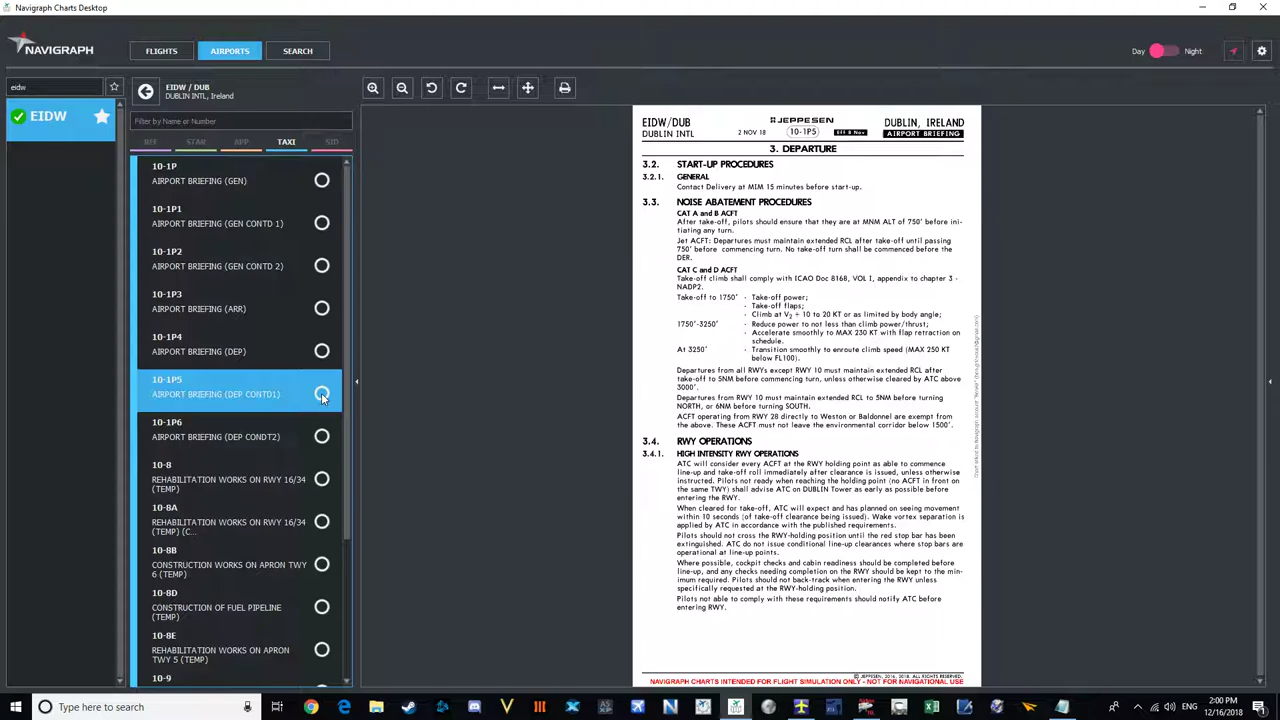 Navigraph Charts Desktop
NAVIGRAPH
FLIGHTS
AIRPORTS
SEARCH
Day
Night
eidw
EIDW / DUB
DUBLIN INTL, Ireland
EIDW
Filter by Name or Number
REF
STAR
APP
TAXI
SID
10-1P
AIRPORT BRIEFING (GEN)
10-1P1
AIRPORT BRIEFING (GEN CONTD 1)
10-1P2
AIRPORT BRIEFING (GEN CONTD 2)
10-1P3
AIRPORT BRIEFING (ARR)
10-1P4
AIRPORT BRIEFING (DEP)
10-1P5
AIRPORT BRIEFING (DEP CONTD1)
10-1P6
AIRPORT BRIEFING (DEP CONDT2)
10-8
REHABILITATION WORKS ON RWY 16/34
(TEMP)
10-8A
REHABILITATION WORKS ON RWY 16/34
(TEMP) (C...
10-8B
CONSTRUCTION WORKS ON APRON TWY
6 (TEMP)
10-8D
CONSTRUCTION OF FUEL PIPELINE
(TEMP)
10-8E
REHABILITATION WORKS ON APRON
TWY 5 (TEMP)
10-9
EIDW/DUB
DUBLIN INTL
JEPPESEN
2 NOV 18
10-1P5
Eff 8 Nov
DUBLIN, IRELAND
AIRPORT BRIEFING
3. DEPARTURE
3.2. START-UP PROCEDURES
3.2.1. GENERAL
Contact Delivery at MIM 15 minutes before start-up.
3.3. NOISE ABATEMENT PROCEDURES
CAT A and B ACFT
After take-off, pilots should ensure that they are at MNM ALT of 750' before ini-
tiating any turn.
Jet ACFT: Departures must maintain extended RCL after take-off until passing
750' before commencing turn. No take-off turn shall be commenced before the
DER.
CAT C and D ACFT
Take-off climb shall comply with ICAO Doc 8168, VOL I, appendix to chapter 3 -
NADP2.
Take-off to 1750' - Take-off power;
- Take-off flaps;
- Climb at V2 + 10 to 20 KT or as limited by body angle;
1750'-3250' - Reduce power to not less than climb power/thrust;
- Accelerate smoothly to MAX 230 KT with flap retraction on
schedule.
At 3250' - Transition smoothly to enroute climb speed (MAX 250 KT
below FL100).
Departures from all RWYs except RWY 10 must maintain extended RCL after
take-off to 5NM before commencing turn, unless otherwise cleared by ATC above
3000'.
Departures from RWY 10 must maintain extended RCL to 5NM before turning
NORTH, or 6NM before turning SOUTH.
ACFT operating from RWY 28 directly to Weston or Baldonnel are exempt from
the above. These ACFT must not leave the environmental corridor below 1500'.
3.4. RWY OPERATIONS
3.4.1. HIGH INTENSITY RWY OPERATIONS
ATC will consider every ACFT at the RWY holding point as able to commence
line-up and take-off roll immediately after clearance is issued, unless otherwise
instructed. Pilots not ready when reaching the holding point (no ACFT in front on
the same TWY) shall advise ATC on DUBLIN Tower as early as possible before
entering the RWY.
When cleared for take-off, ATC will expect and has planned on seeing movement
within 10 seconds (of take-off clearance being issued). Wake vortex separation is
applied by ATC in accordance with the published requirements.
Pilots should not cross the RWY-holding position until the red stop bar has been
extinguished. ATC do not issue conditional line-up clearances where stop bars are
operational at line-up points.
Where possible, cockpit checks and cabin readiness should be completed before
line-up, and any checks needing completion on the RWY should be kept to the min-
imum required. Pilots should not back-track when entering the RWY unless
specifically requested at the RWY-holding position.
Pilots not able to comply with these requirements should notify ATC before
entering RWY.
© JEPPESEN, 2016, 2018. ALL RIGHTS RESERVED.
NAVIGRAPH CHARTS INTENDED FOR FLIGHT SIMULATION ONLY - NOT FOR NAVIGATIONAL USE
Type here to search
ENG
2:00 PM
12/16/2018